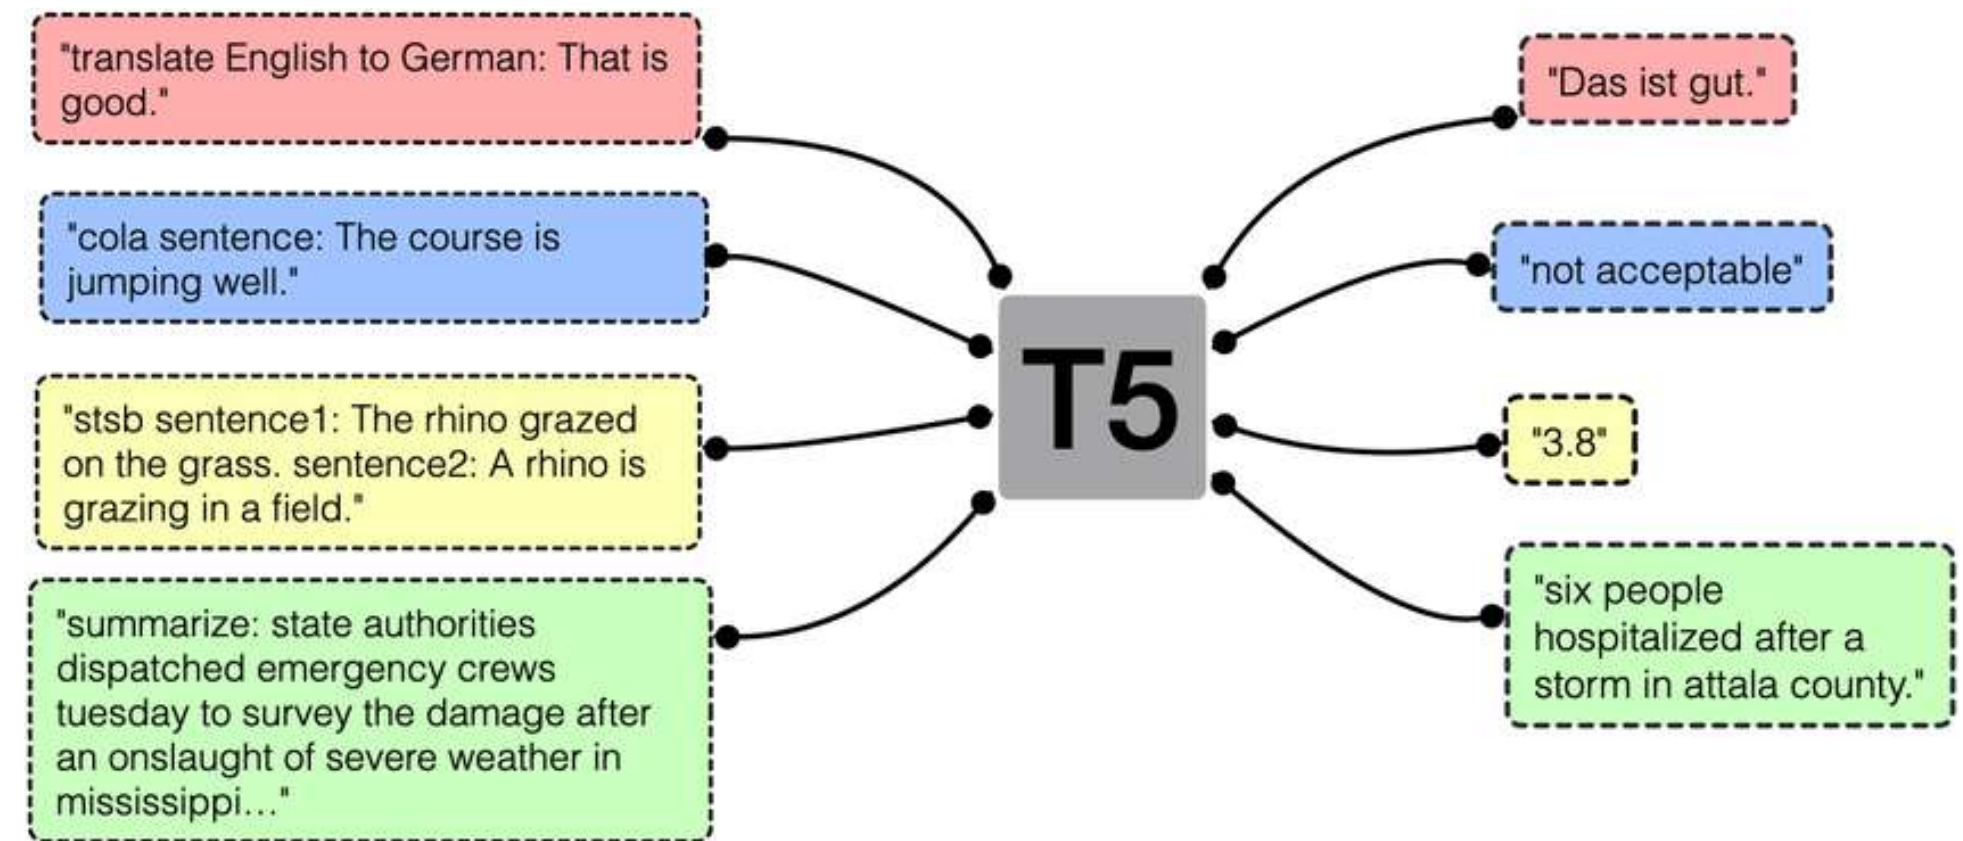 "translate English to German: That is
good."
"cola sentence: The course is
jumping well."
"stsb sentence1: The rhino grazed
on the grass. sentence2: A rhino is
grazing in a field."
"summarize: state authorities
dispatched emergency crews
tuesday to survey the damage after
an onslaught of severe weather in
mississippi..."
T5
"Das ist gut."
"not acceptable"
"3.8"
"six people
hospitalized after a
storm in attala county."